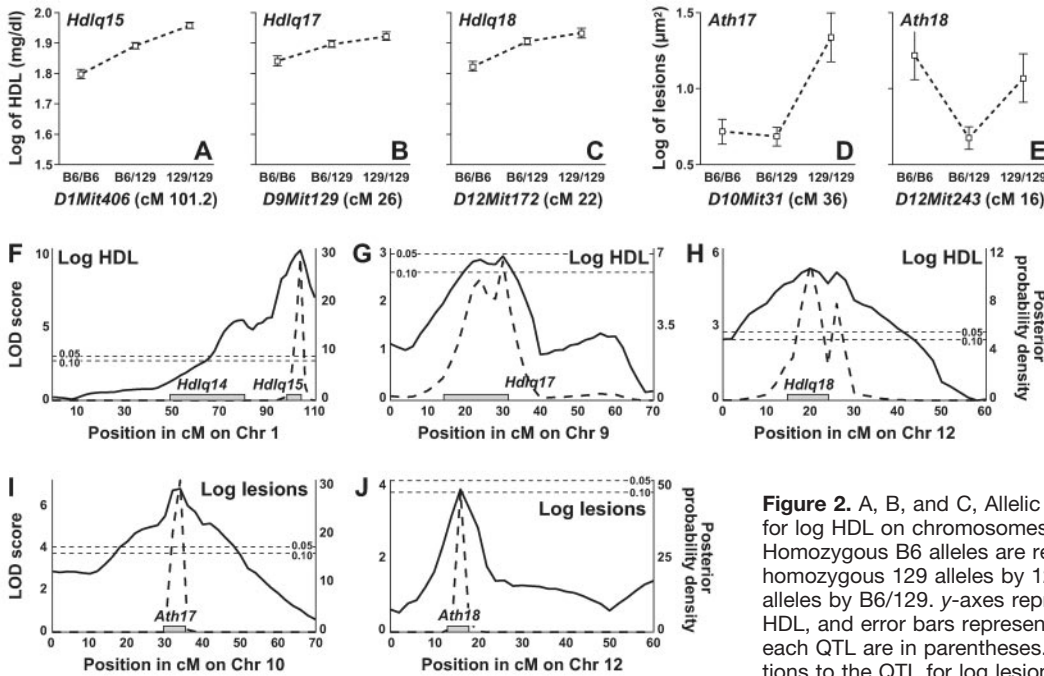 Hdlq15
Hdlq17
Hdlq18
Ath17
Ath18
Log of HDL (mg/dl)
2.0
1.9
1.8
1.7
1.6
1.5
Log of lesions (µm²)
1.5
1.0
0.5
A
B
C
D
E
B6/B6 B6/129 129/129
B6/B6 B6/129 129/129
B6/B6 B6/129 129/129
B6/B6 B6/129 129/129
B6/B6 B6/129 129/129
D1Mit406 (cM 101.2)
D9Mit129 (cM 26)
D12Mit172 (cM 22)
D10Mit31 (cM 36)
D12Mit243 (cM 16)
F
Log HDL
LOD score
10
5
0
30
20
10
0
0.05
0.10
Hdlq14
Hdlq15
10 30 50 70 90 110
Position in cM on Chr 1
G
Log HDL
3
2
1
0
7
3.5
0
0.05
0.10
Hdlq17
0 10 20 30 40 50 60 70
Position in cM on Chr 9
H
Log HDL
6
3
0
12
8
4
0
0.05
0.10
Hdlq18
0 10 20 30 40 50 60
Position in cM on Chr 12
Posterior
probability density
I
Log lesions
LOD score
6
4
2
0
30
20
10
0
0.05
0.10
Ath17
0 10 20 30 40 50 60 70
Position in cM on Chr 10
J
Log lesions
4
3
2
1
0
50
25
0
0.05
0.10
Ath18
0 10 20 30 40 50 60
Position in cM on Chr 12
Posterior
probability density
Figure 2. A, B, and C, Allelic
for log HDL on chromosomes
Homozygous B6 alleles are re
homozygous 129 alleles by 12
alleles by B6/129. y-axes repr
HDL, and error bars represen
each QTL are in parentheses.
tions to the QTL for log lesion